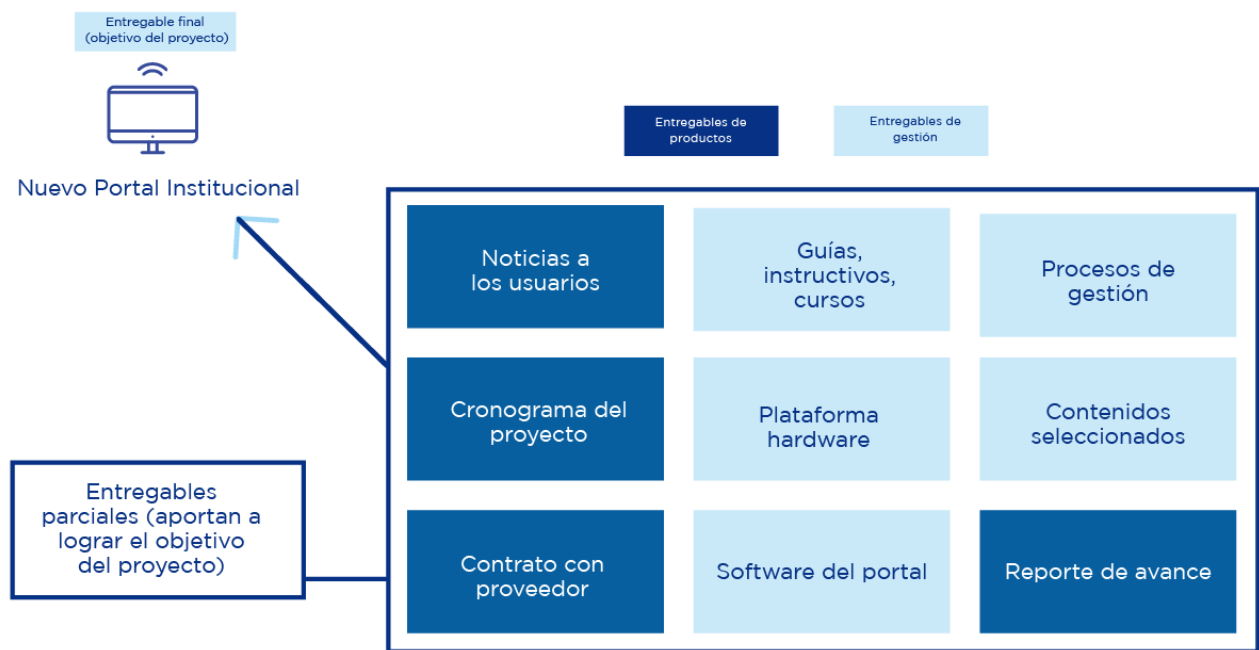 Entregable final
(objetivo del proyecto)
Nuevo Portal Institucional
Entregables de
productos
Entregables de
gestión
Noticias a
los usuarios
Guías,
instructivos,
cursos
Procesos de
gestión
Cronograma del
proyecto
Plataforma
hardware
Contenidos
seleccionados
Entregables
parciales (aportan a
lograr el objetivo
del proyecto)
Contrato con
proveedor
Software del portal
Reporte de avance